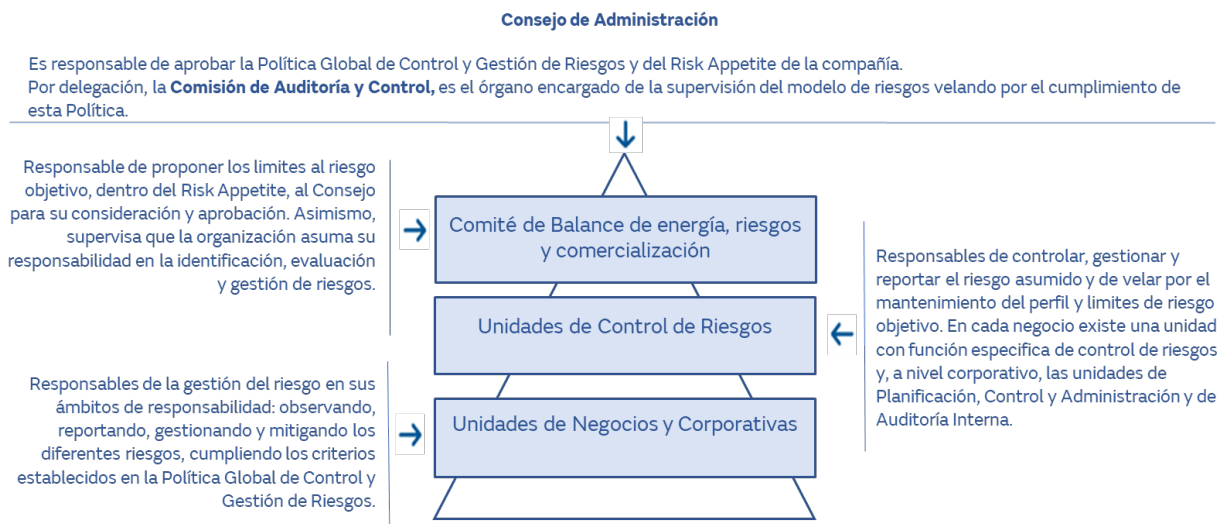 Consejo de Administración
Es responsable de aprobar la Política Global de Control y Gestión de Riesgos y del Risk Appetite de la compañía.
Por delegación, la Comisión de Auditoría y Control, es el órgano encargado de la supervisión del modelo de riesgos velando por el cumplimiento de
esta Política.
Responsable de proponer los limites al riesgo
objetivo, dentro del Risk Appetite, al Consejo
para su consideración y aprobación. Asimismo,
supervisa que la organización asuma su
responsabilidad en la identificación, evaluación
y gestión de riesgos.
Comité de Balance de energía, riesgos
y comercialización
Unidades de Control de Riesgos
Responsables de controlar, gestionar y
reportar el riesgo asumido y de velar por el
mantenimiento del perfil y limites de riesgo
objetivo. En cada negocio existe una unidad
con función especifica de control de riesgos
y, a nivel corporativo, las unidades de
Planificación, Control y Administración y de
Auditoría Interna.
Responsables de la gestión del riesgo en sus
ámbitos de responsabilidad: observando,
reportando, gestionando y mitigando los
diferentes riesgos, cumpliendo los criterios
establecidos en la Política Global de Control y
Gestión de Riesgos.
Unidades de Negocios y Corporativas